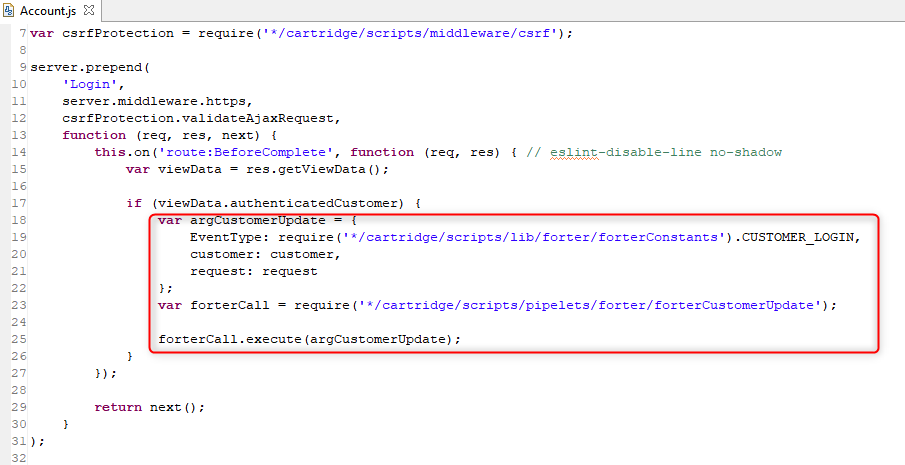 Account.js
7 var csrfProtection = require('*/cartridge/scripts/middleware/csrf');
8
9 server.prepend(
10     'Login',
11     server.middleware.https,
12     csrfProtection.validateAjaxRequest,
13     function (req, res, next) {
14         this.on('route:BeforeComplete', function (req, res) { // eslint-disable-line no-shadow
15             var viewData = res.getViewData();
16
17             if (viewData.authenticatedCustomer) {
18                 var argCustomerUpdate = {
19                     EventType: require('*/cartridge/scripts/lib/forter/forterConstants').CUSTOMER_LOGIN,
20                     customer: customer,
21                     request: request
22                 };
23                 var forterCall = require('*/cartridge/scripts/pipelets/forter/forterCustomerUpdate');
24
25                 forterCall.execute(argCustomerUpdate);
26             }
27         });
28
29         return next();
30     }
31 );
32